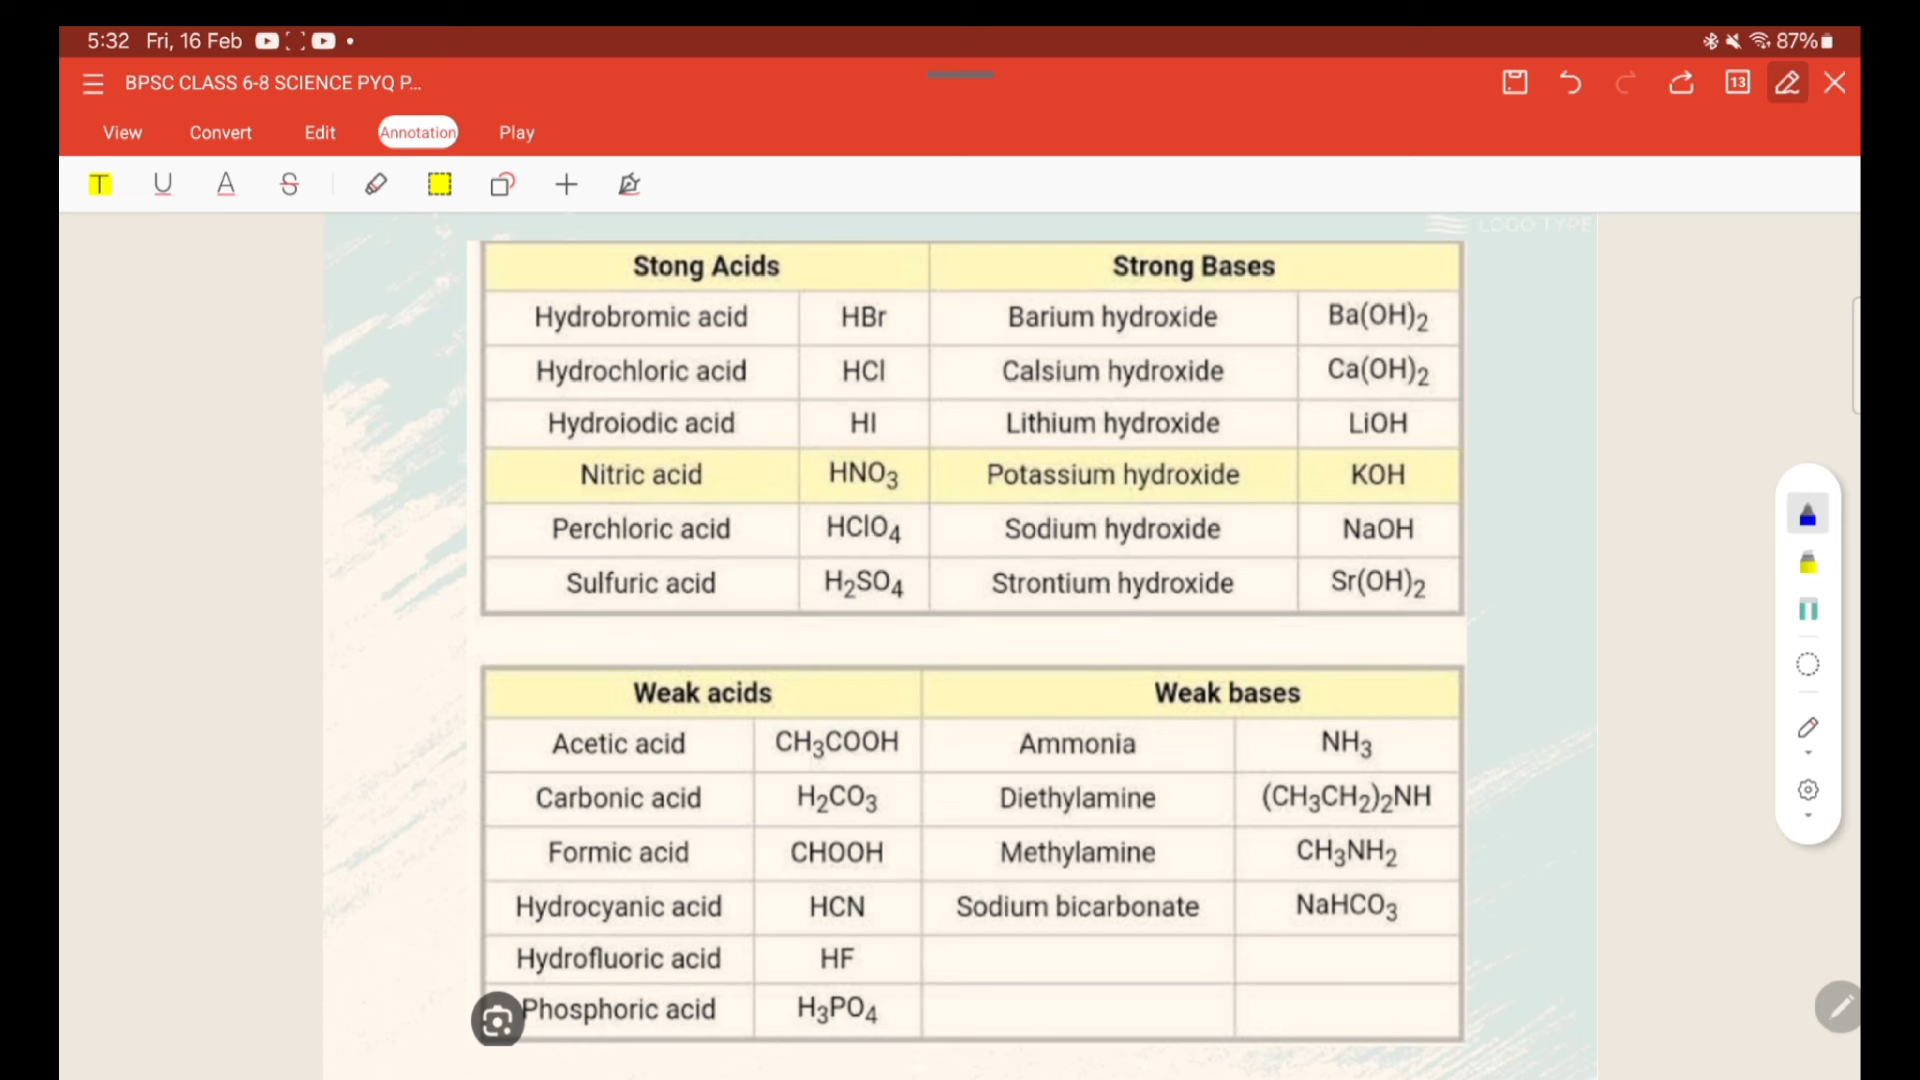 5:32 Fri, 16 Feb
87%
BPSC CLASS 6-8 SCIENCE PYQ P...
13
View Convert Edit Annotation Play
T U A S
LOGO TYPE
Stong Acids Strong Bases
Hydrobromic acid HBr Barium hydroxide Ba(OH)₂
Hydrochloric acid HCl Calsium hydroxide Ca(OH)₂
Hydroiodic acid HI Lithium hydroxide LiOH
Nitric acid HNO₃ Potassium hydroxide KOH
Perchloric acid HClO₄ Sodium hydroxide NaOH
Sulfuric acid H₂SO₄ Strontium hydroxide Sr(OH)₂
Weak acids Weak bases
Acetic acid CH₃COOH Ammonia NH₃
Carbonic acid H₂CO₃ Diethylamine (CH₃CH₂)₂NH
Formic acid CHOOH Methylamine CH₃NH₂
Hydrocyanic acid HCN Sodium bicarbonate NaHCO₃
Hydrofluoric acid HF
Phosphoric acid H₃PO₄